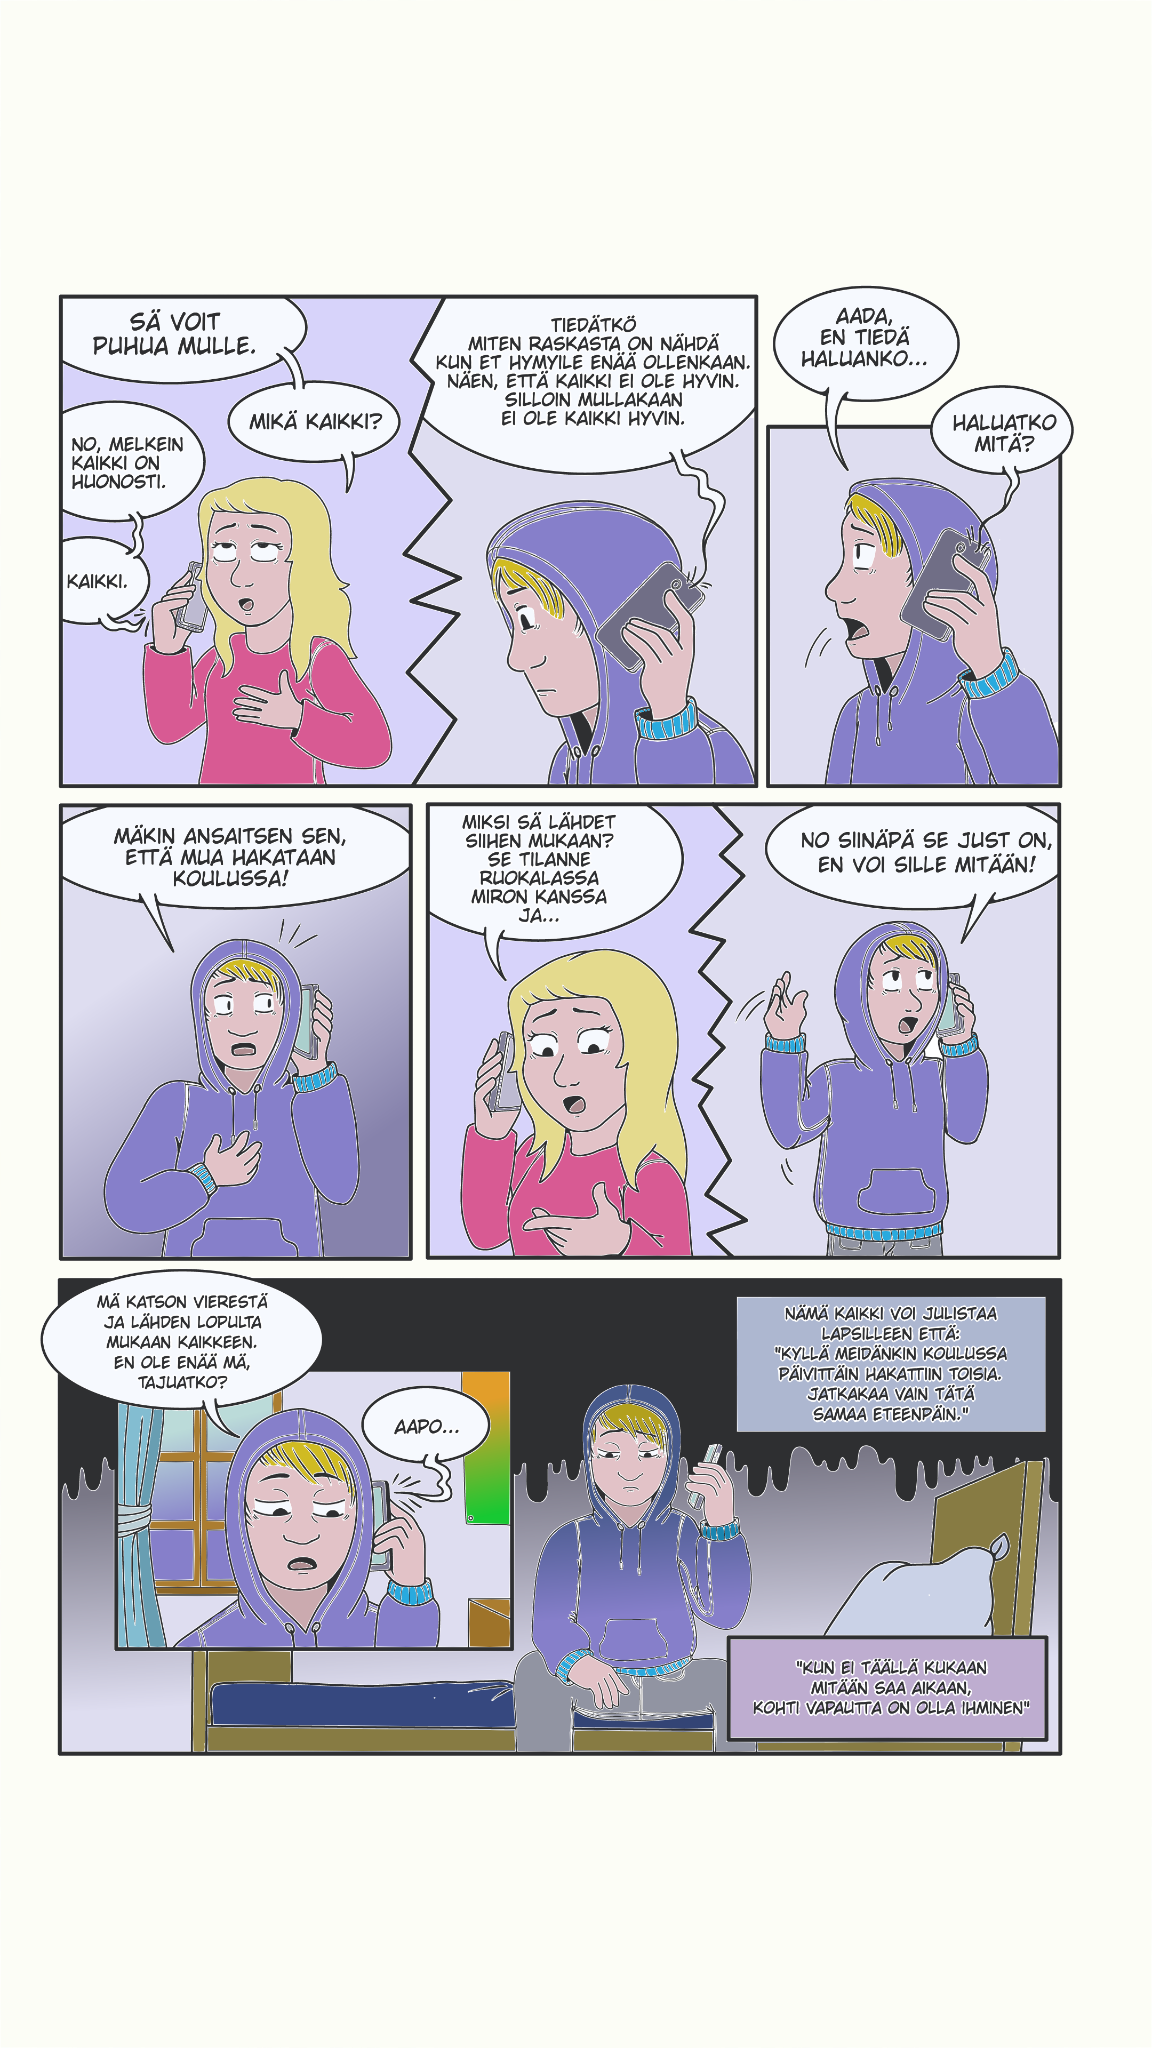 SÄ VOIT
PUHUA MULLE.
MIKÄ KAIKKI?
NO, MELKEIN
KAIKKI ON
HUONOSTI.
KAIKKI.
TIEDÄTKÖ
MITEN RASKASTA ON NÄHDÄ
KUN ET HYMYILE ENÄÄ OLLENKAAN.
NÄEN, ETTÄ KAIKKI EI OLE HYVIN.
SILLOIN MULLAKAAN
EI OLE KAIKKI HYVIN.
AADA,
EN TIEDÄ
HALUANKO...
HALUATKO
MITÄ?
MÄKIN ANSAITSEN SEN,
ETTÄ MUA HAKATAAN
KOULUSSA!
MIKSI SÄ LÄHDET
SIIHEN MUKAAN?
SE TILANNE
RUOKALASSA
MIRON KANSSA
JA...
NO SIINÄPÄ SE JUST ON,
EN VOI SILLE MITÄÄN!
MÄ KATSON VIERESTÄ
JA LÄHDEN LOPULTA
MUKAAN KAIKKEEN.
EN OLE ENÄÄ MÄ,
TAJUATKO?
AAPO...
NÄMÄ KAIKKI VOI JULISTAA
LAPSILLEEN ETTÄ:
"KYLLÄ MEIDÄNKIN KOULUSSA
PÄIVITTÄIN HAKATTIIN TOISIA.
JATKAKAA VAIN TÄTÄ
SAMAA ETEENPÄIN."
"KUN EI TÄÄLLÄ KUKAAN
MITÄÄN SAA AIKAAN,
KOHTI VAPAUTTA ON OLLA IHMINEN"